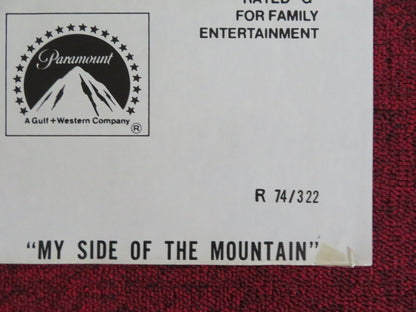 RATED "G"
FOR FAMILY
ENTERTAINMENT
Paramount
A Gulf + Western Company
®
R 74/322
"MY SIDE OF THE MOUNTAIN"